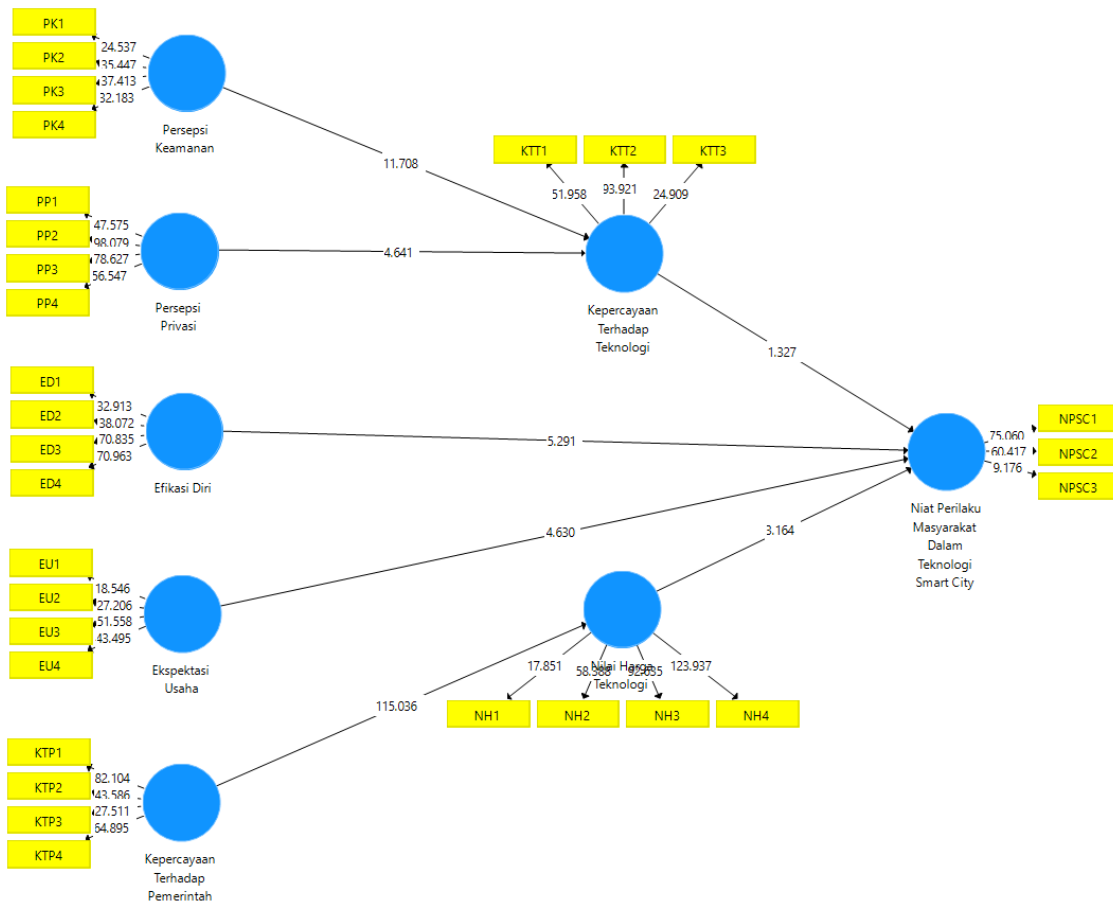 PK1
24.537
PK2
35.447
PK3
37.413
PK4
32.183
Persepsi
Keamanan
11.708
PP1
47.575
PP2
98.079
PP3
78.627
PP4
56.547
Persepsi
Privasi
4.641
KTT1
KTT2
KTT3
51.958
93.921
24.909
Kepercayaan
Terhadap
Teknologi
1.327
ED1
32.913
ED2
38.072
ED3
70.835
ED4
70.963
Efikasi Diri
5.291
EU1
18.546
EU2
27.206
EU3
51.558
EU4
43.495
Ekspektasi
Usaha
4.630
3.164
NPSC1
75.060
NPSC2
60.417
NPSC3
9.176
Niat Perilaku
Masyarakat
Dalam
Teknologi
Smart City
Nilai Harga
Teknologi
17.851
58.388
92.635
123.937
NH1
NH2
NH3
NH4
115.036
KTP1
82.104
KTP2
43.586
KTP3
27.511
KTP4
64.895
Kepercayaan
Terhadap
Pemerintah